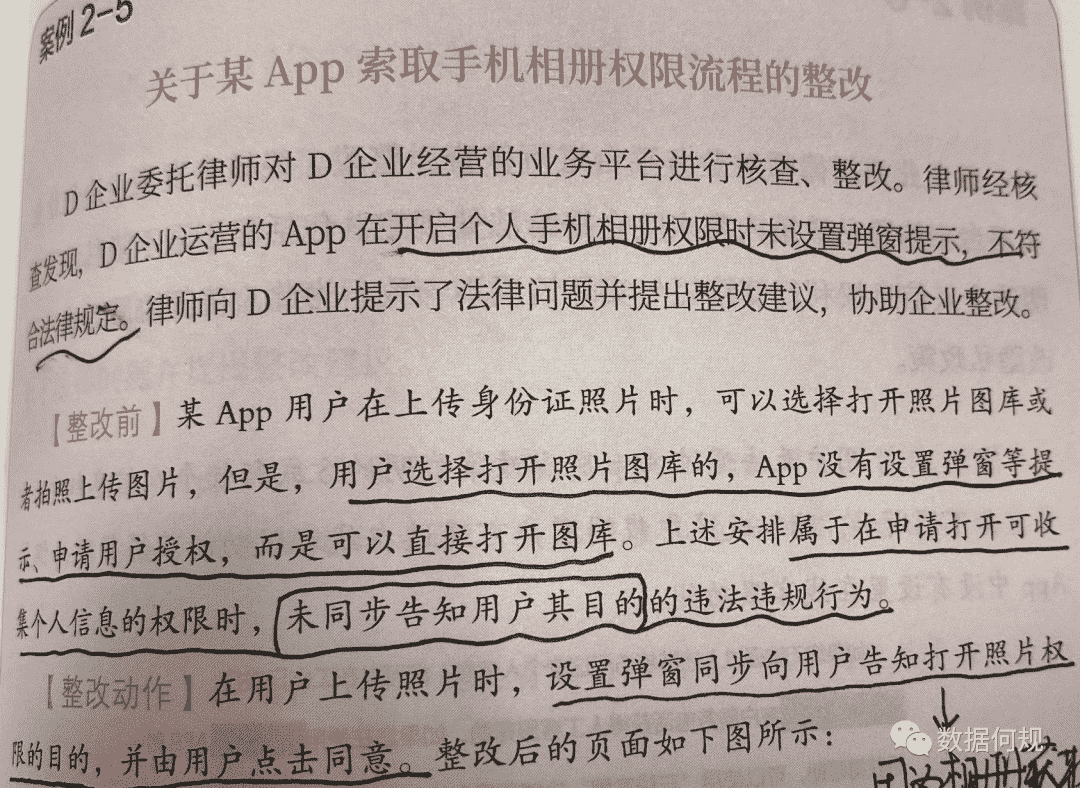 案例 2-5
关于某 App 索取手机相册权限流程的整改
D 企业委托律师对 D 企业经营的业务平台进行核查、整改。律师经核
查发现，D 企业运营的 App 在开启个人手机相册权限时未设置弹窗提示，不符
合法律规定。律师向 D 企业提示了法律问题并提出整改建议，协助企业整改。
【整改前】某 App 用户在上传身份证照片时，可以选择打开照片图库或
者拍照上传图片，但是，用户选择打开照片图库的，App 没有设置弹窗等提
示、申请用户授权，而是可以直接打开图库。上述安排属于在申请打开可收
集个人信息的权限时，未同步告知用户其目的的违法违规行为。
【整改动作】在用户上传照片时，设置弹窗同步向用户告知打开照片权
限的目的，并由用户点击同意。整改后的页面如下图所示：
数据何规